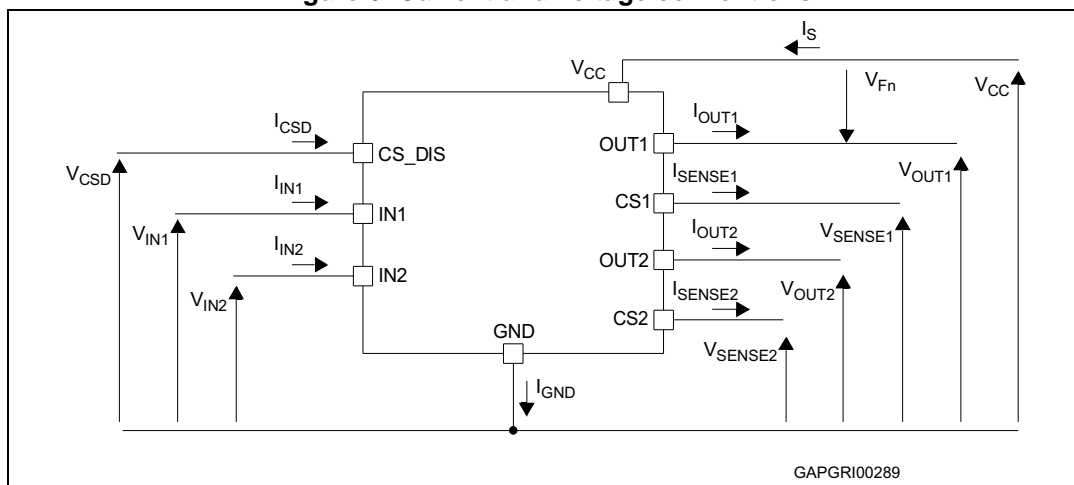 Figure Current and voltage conventions
I_S
V_CC
V_Fn
V_CC
I_CSD
I_OUT1
CS_DIS
OUT1
V_CSD
I_IN1
I_SENSE1
V_OUT1
IN1
CS1
V_IN1
I_OUT2
V_SENSE1
I_IN2
OUT2
IN2
I_SENSE2
V_OUT2
V_IN2
CS2
GND
V_SENSE2
I_GND
GAPGRI00289